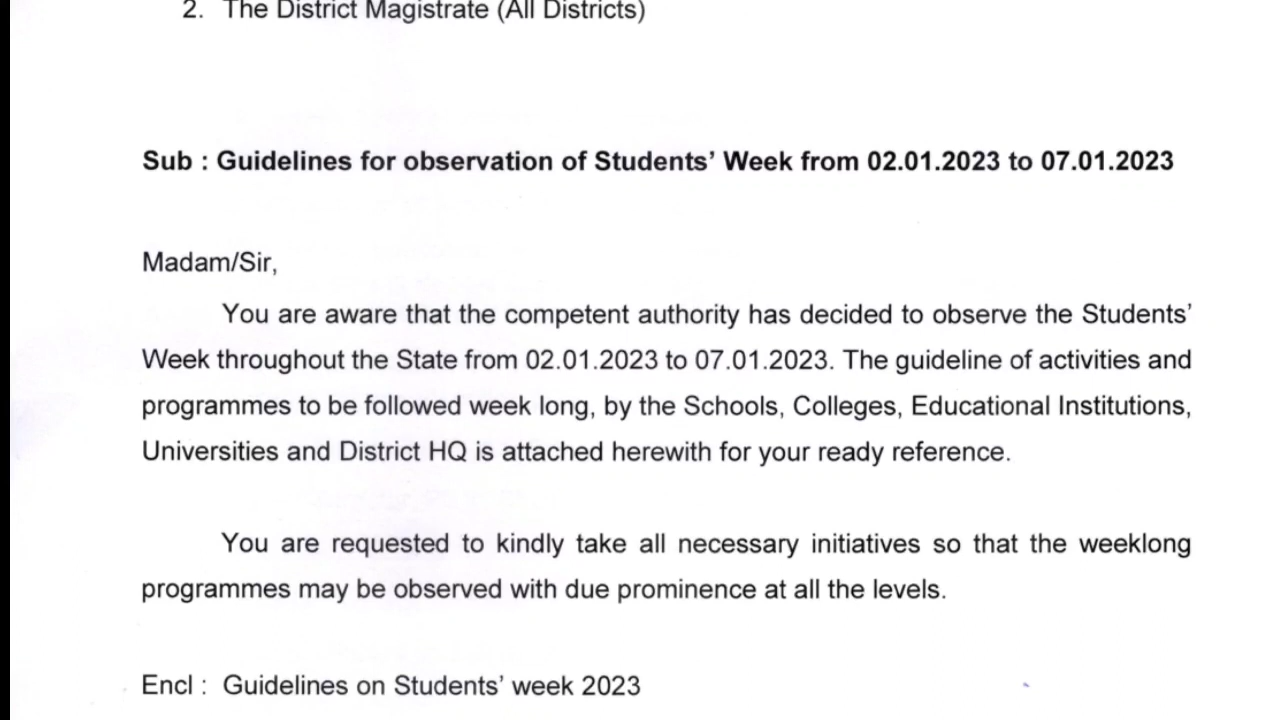 2. The District Magistrate (All Districts)
Sub : Guidelines for observation of Students’ Week from 02.01.2023 to 07.01.2023
Madam/Sir,
You are aware that the competent authority has decided to observe the Students’
Week throughout the State from 02.01.2023 to 07.01.2023. The guideline of activities and
programmes to be followed week long, by the Schools, Colleges, Educational Institutions,
Universities and District HQ is attached herewith for your ready reference.
You are requested to kindly take all necessary initiatives so that the weeklong
programmes may be observed with due prominence at all the levels.
Encl : Guidelines on Students’ week 2023